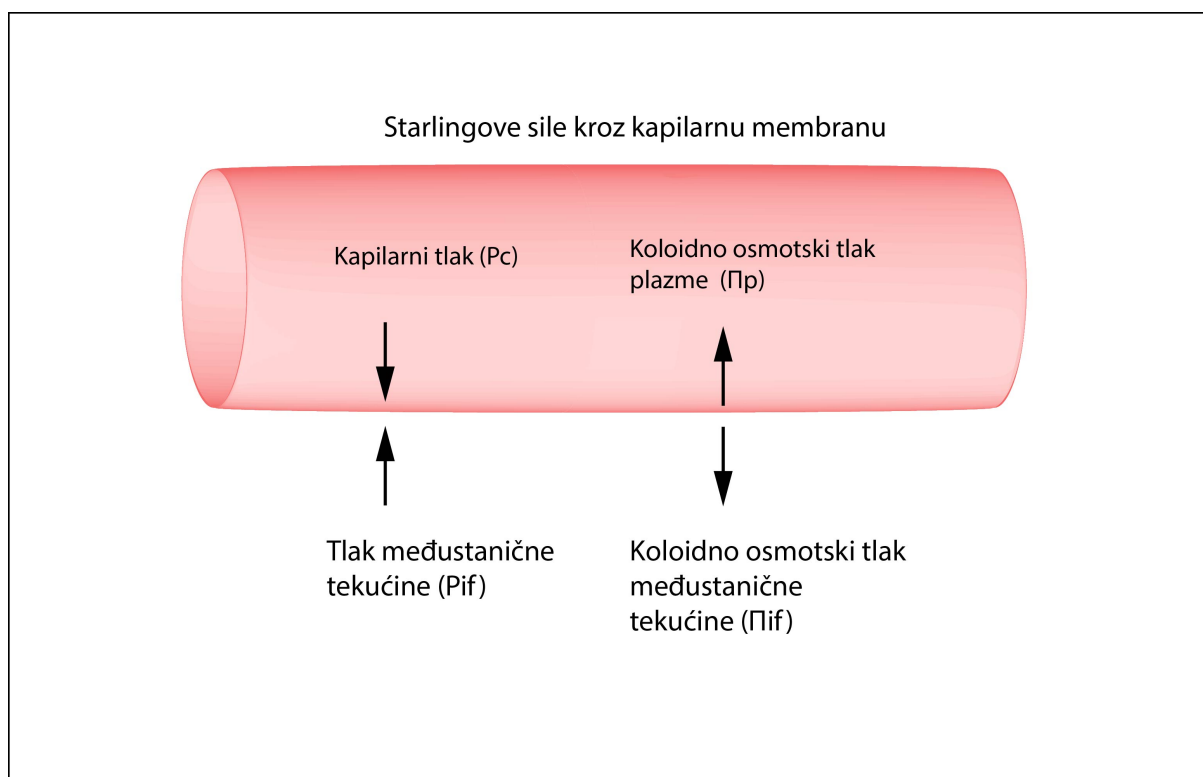 Starlingove sile kroz kapilarnu membranu
Kapilarni tlak (Pc)
Koloidno osmotski tlak
plazme (Πp)
Tlak međustanične
tekućine (Pif)
Koloidno osmotski tlak
međustanične
tekućine (Πif)